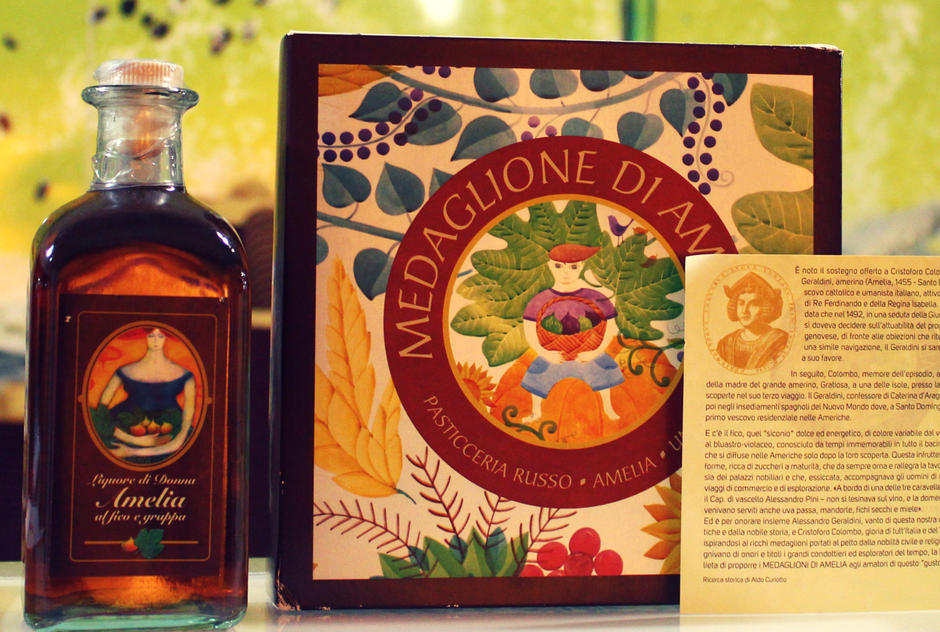 Liquore di Donna
Amelia
al fico e grappa
MEDAGLIONE DI AM
PASTICCERIA RUSSO • AMELIA • U
È noto il sostegno offerto a Cristoforo Colo
Geraldini, amerino (Amelia, 1455 - Santo
scovo cattolico e umanista italiano, attivo
di Re Ferdinando e della Regina Isabella.
data che nel 1492, in una seduta della Giu
si doveva decidere sull'attuabilità del pro
genovese, di fronte alle obiezioni che rite
una simile navigazione, il Geraldini si sare
a suo favore.
In seguito, Colombo, memore dell'episodio, a
della madre del grande amerino, Gratiosa, a una delle isole, presso la
scoperte nel suo terzo viaggio. Il Geraldini, confessore di Caterina d'Arag
poi negli insediamenti spagnoli del Nuovo Mondo dove, a Santo Doming
primo vescovo residenziale nelle Americhe.
E c'è il fico, quel "siconio" dolce ed energetico, di colore variabile dal v
al bluastro-violaceo, conosciuto da tempi immemorabili in tutto il baci
che si diffuse nelle Americhe solo dopo la loro scoperta. Questa infrutte
forme, ricca di zuccheri a maturità, che da sempre orna e rallegra la tavo
sia dei palazzi nobiliari e che, essiccata, accompagnava gli uomini di
viaggi di commercio e di esplorazione. «A bordo di una delle tre caravelle
il Cap. di vascello Alessandro Pini – non si lesinava sul vino, e la dome
venivano serviti anche uva passa, mandorle, fichi secchi e miele».
Ed è per onorare insieme Alessandro Geraldini, vanto di questa nostra
tiche e dalla nobile storia, e Cristoforo Colombo, gloria di tutt'Italia e del
ispirandosi ai ricchi medaglioni portati al petto dalla nobiltà civile e relig
gnivano di onori e titoli i grandi condottieri ed esploratori del tempo, la
lieta di proporre i MEDAGLIONI DI AMELIA agli amatori di questo "gusto
Ricerca storica di Aldo Curiotto